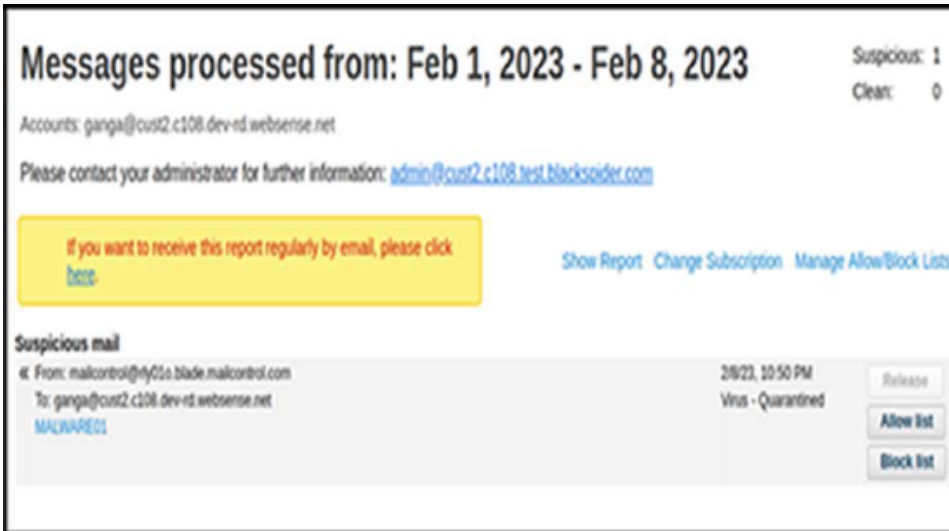 Messages processed from: Feb 1, 2023 - Feb 8, 2023
Suspicious: 1
Clean: 0
Accounts: ganga@cust2.c108.dev-rd.websense.net
Please contact your administrator for further information: admin@cust2.c108.test.blackspider.com
If you want to receive this report regularly by email, please click
here.
Show Report Change Subscription Manage Allow/Block Lists
Suspicious mail
« From: mailcontrol@rly01o.blade.mailcontrol.com
2/8/23, 10:50 PM
Release
To: ganga@cust2.c108.dev-rd.websense.net
Virus - Quarantined
MALWARE01
Allow list
Block list